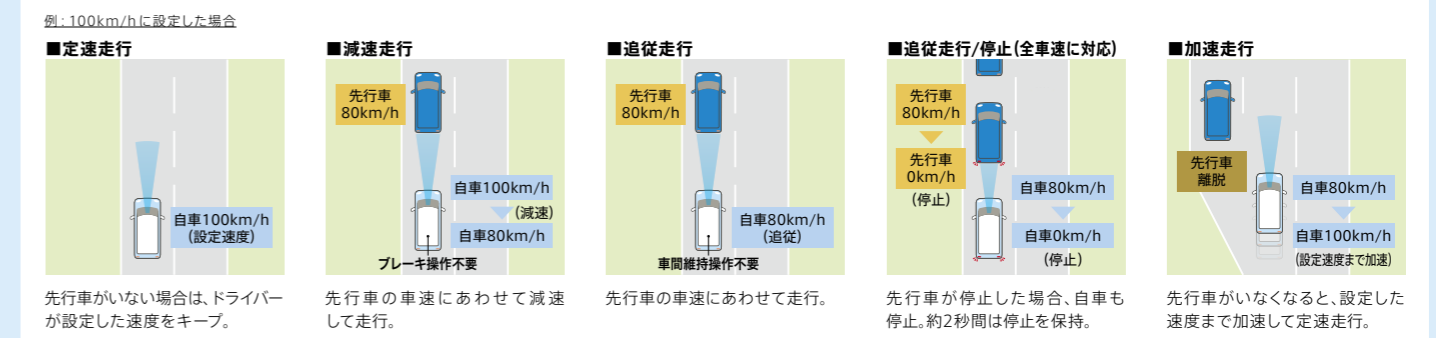 例：100km/hに設定した場合
■定速走行
自車100km/h
(設定速度)
先行車がいない場合は、ドライバー
が設定した速度をキープ。
■減速走行
先行車
80km/h
自車100km/h
(減速)
自車80km/h
ブレーキ操作不要
先行車の車速にあわせて減速
して走行。
■追従走行
先行車
80km/h
自車80km/h
(追従)
車間維持操作不要
先行車の車速にあわせて走行。
■追従走行/停止(全車速に対応)
先行車
80km/h
先行車
0km/h
(停止)
自車80km/h
自車0km/h
(停止)
先行車が停止した場合、自車も
停止。約2秒間は停止を保持。
■加速走行
先行車
離脱
自車80km/h
自車100km/h
(設定速度まで加速)
先行車がいなくなると、設定した
速度まで加速して定速走行。